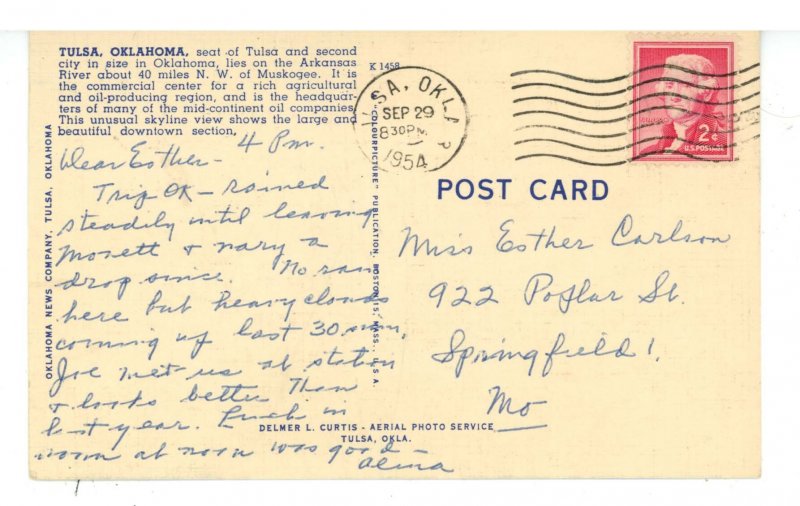 TULSA, OKLAHOMA, seat of Tulsa and second
city in size in Oklahoma, lies on the Arkansas
River about 40 miles N. W. of Muskogee. It is
the commercial center for a rich agricultural
and oil-producing region, and is the headquar-
ters of many of the mid-continent oil companies.
This unusual skyline view shows the large and
beautiful downtown section.
K 1458
4 Pm.
Dear Esther-
Trip OK - rained
steadily until leaving
Monett & nary a
drop since. No rain
here but heavy clouds
coming up last 30 min.
Joe met us at station
& looks better than
last year. Lunch in
at noon was good -
OKLAHOMA NEWS COMPANY, TULSA, OKLAHOMA
"COLOURPICTURE" PUBLICATION, BOSTON 15, MASS., U.S.A.
TULSA, OKLA
SEP 29
8 30 PM
1954
2¢
U.S. POSTAGE
POST CARD
Miss Esther Carlson
922 Poplar St.
Springfield 1,
Mo
DELMER L. CURTIS - AERIAL PHOTO SERVICE
TULSA, OKLA.